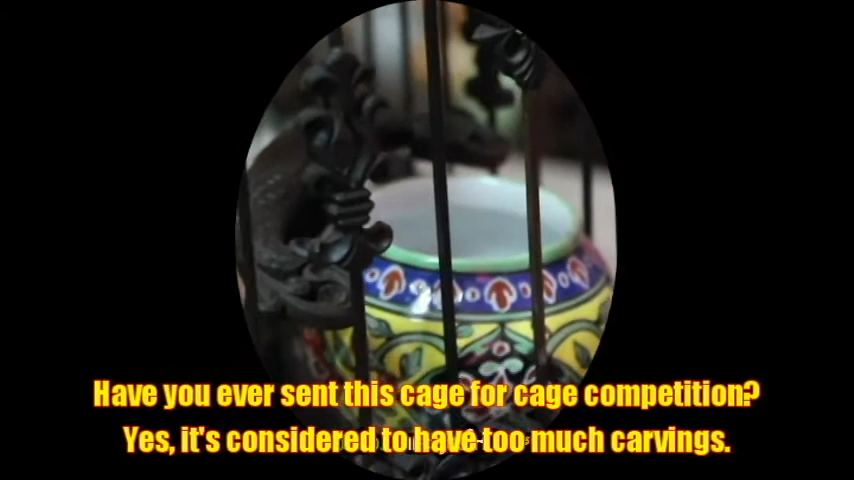 Have you ever sent this cage for cage competition?
Yes, it's considered to have too much carvings.